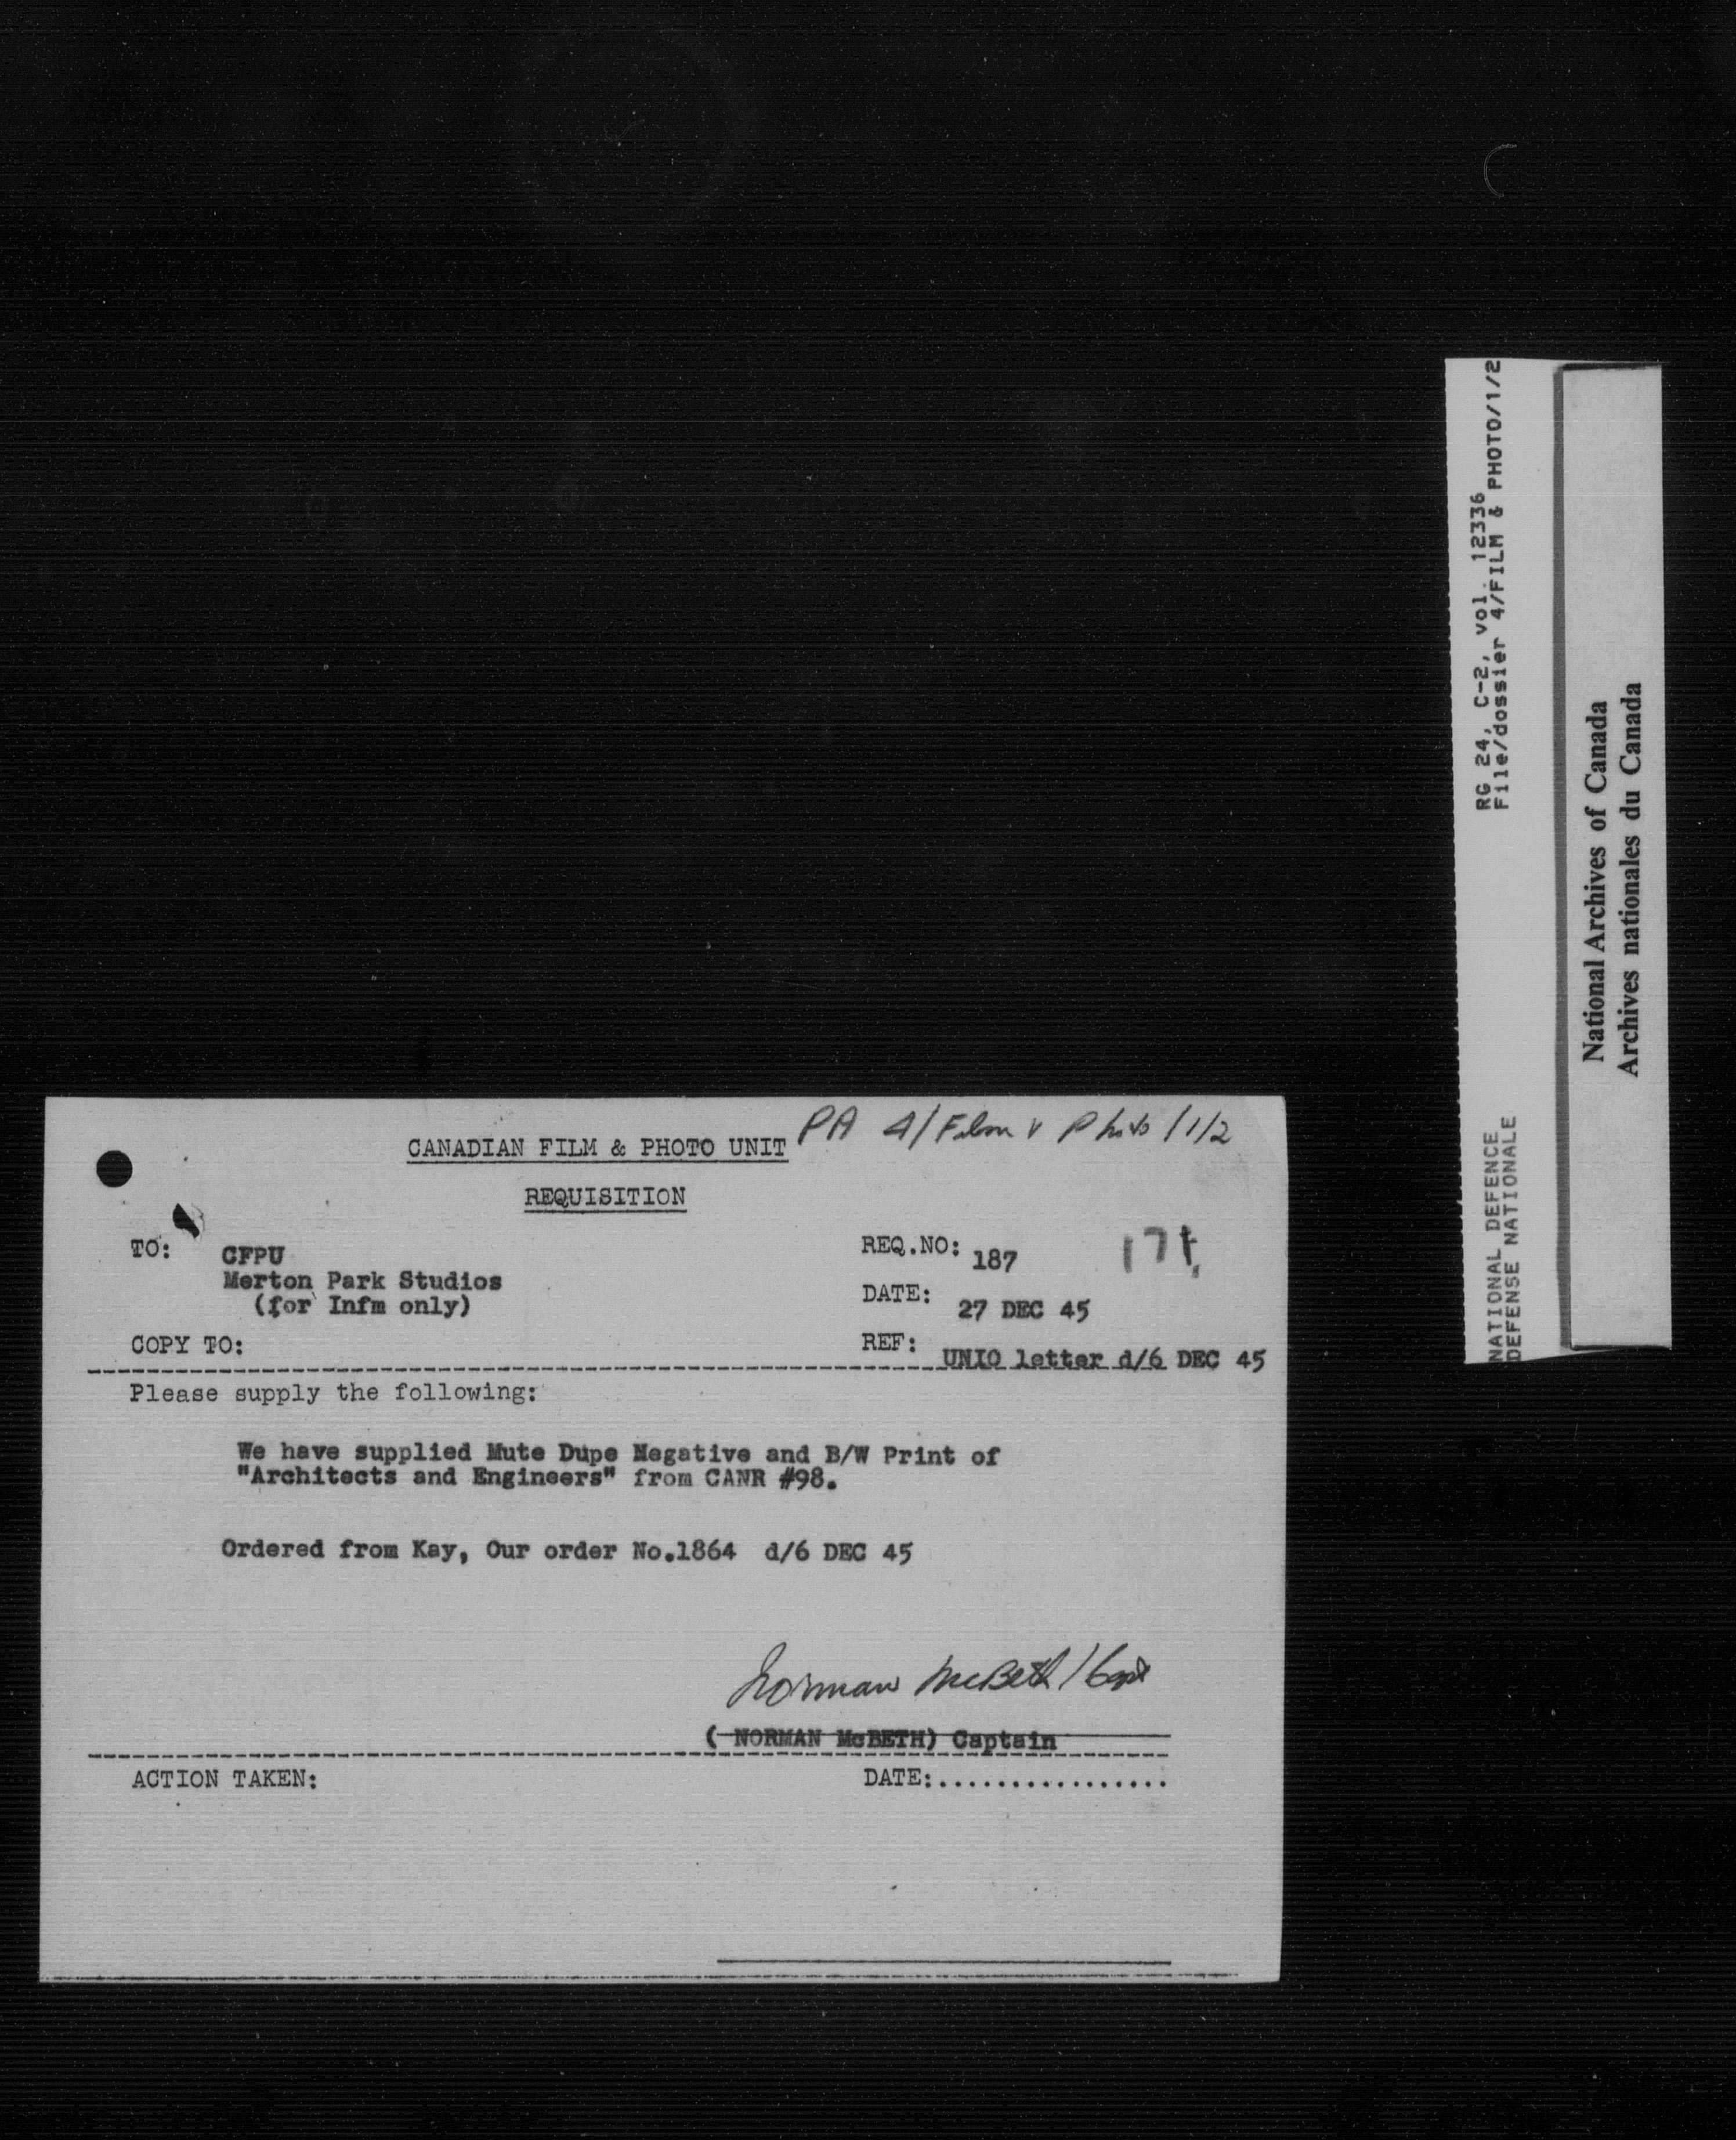 CANADIAN FILM & PHOTO UNIT
PA 4/Film & Photo/1/2
REQUISITION
TO: CFPU
Merton Park Studios
(for Infm only)
REQ.NO: 187
DATE: 27 DEC 45
COPY TO:
REF: UNIO letter d/6 DEC 45
Please supply the following:
We have supplied Mute Dupe Negative and B/W Print of
"Architects and Engineers" from CANR #98.
Ordered from Kay, Our order No.1864 d/6 DEC 45
Norman McBeth/Capt
( NORMAN McBETH) Captain
ACTION TAKEN:
DATE:................
NATIONAL DEFENCE RG 24, C-2, vol. 12336
DEFENSE NATIONALE File/dossier 4/FILM & PHOTO/1/2
National Archives of Canada
Archives nationales du Canada